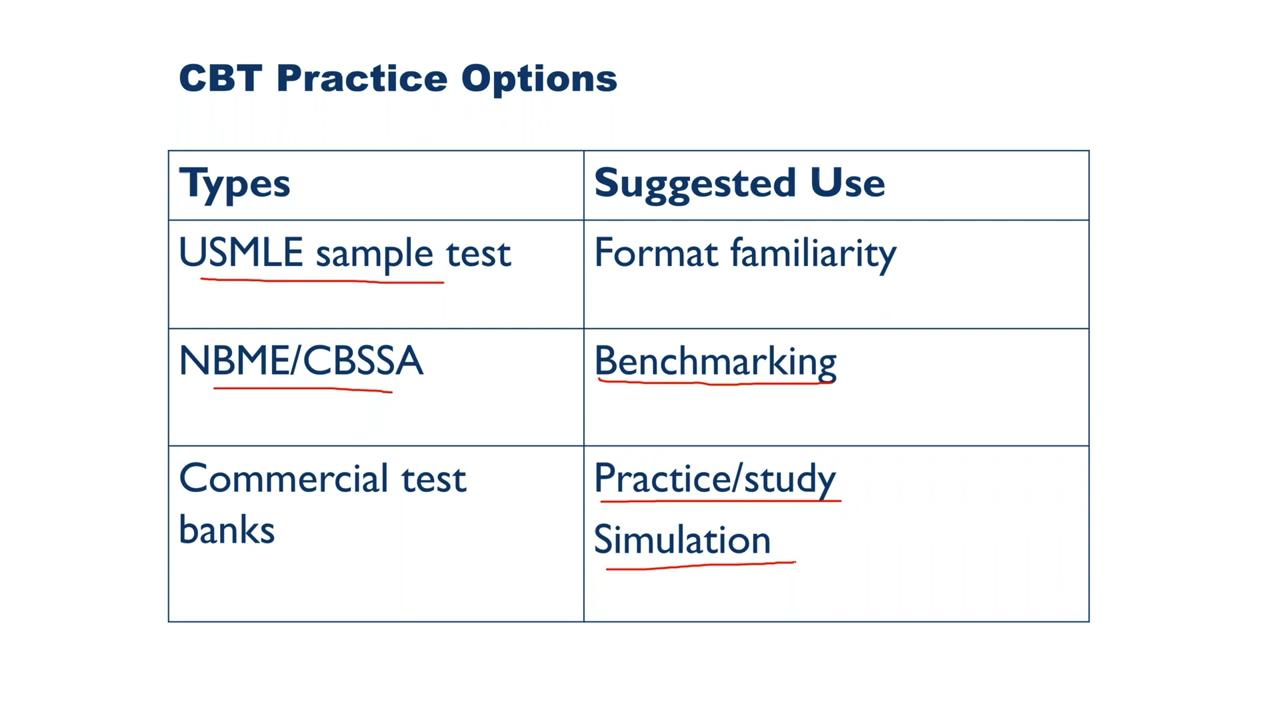 CBT Practice Options
Types
Suggested Use
USMLE sample test
Format familiarity
NBME/CBSSA
Benchmarking
Commercial test
banks
Practice/study
Simulation